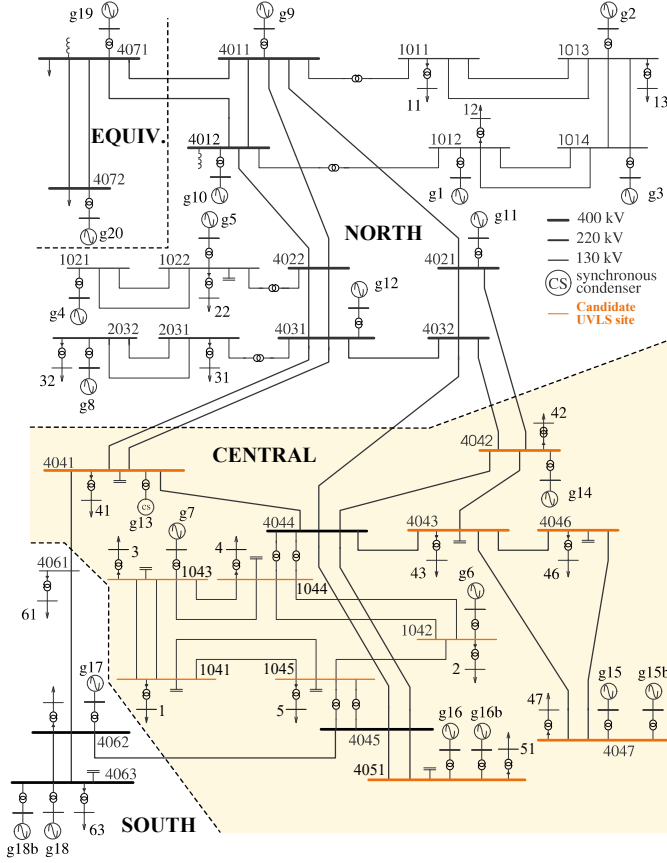 g19
g9
g2
4071
4011
1011
1013
11
13
EQUIV.
12
4012
1012
1014
4072
g10
g1
g3
g20
g5
NORTH
g11
400 kV
220 kV
130 kV
CS synchronous
condenser
Candidate
UVLS site
1021
1022
4022
4021
g12
g4
22
2032
2031
4031
4032
32
g8
31
42
CENTRAL
4042
4041
41
CS
g13
g14
g7
4044
4043
4046
3
4
43
46
4061
1043
1044
g6
61
1042
g17
1041
1045
2
g15
g15b
1
5
g16
g16b
47
4062
4045
51
4047
4063
4051
63
SOUTH
g18b
g18